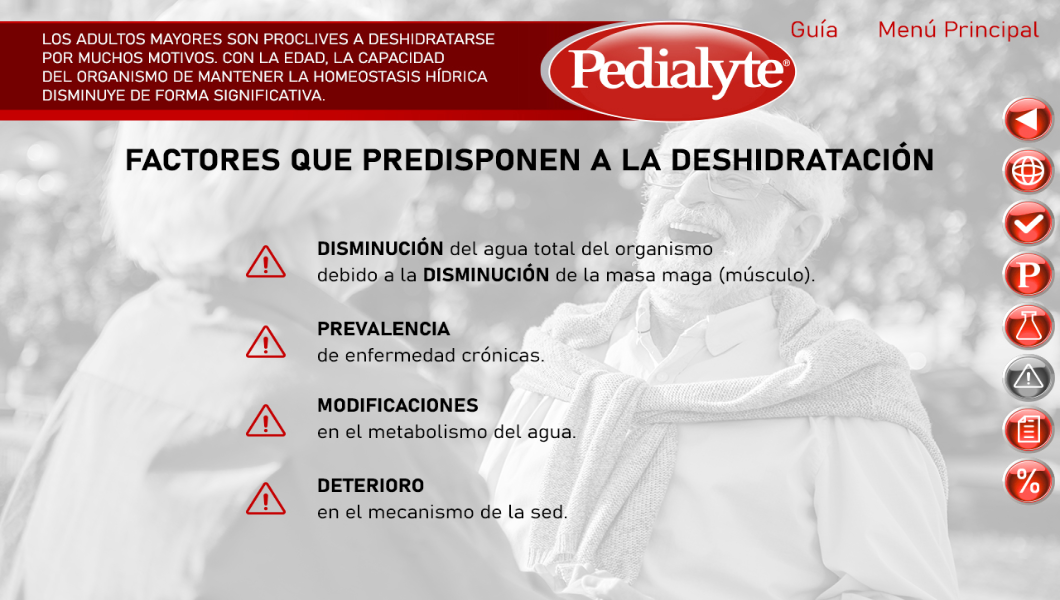 LOS ADULTOS MAYORES SON PROCLIVES A DESHIDRATARSE
POR MUCHOS MOTIVOS. CON LA EDAD, LA CAPACIDAD
DEL ORGANISMO DE MANTENER LA HOMEOSTASIS HÍDRICA
DISMINUYE DE FORMA SIGNIFICATIVA.
Pedialyte®
Guía
Menú Principal
FACTORES QUE PREDISPONEN A LA DESHIDRATACIÓN
DISMINUCIÓN del agua total del organismo
debido a la DISMINUCIÓN de la masa maga (músculo).
PREVALENCIA
de enfermedad crónicas.
MODIFICACIONES
en el metabolismo del agua.
DETERIORO
en el mecanismo de la sed.
P
%